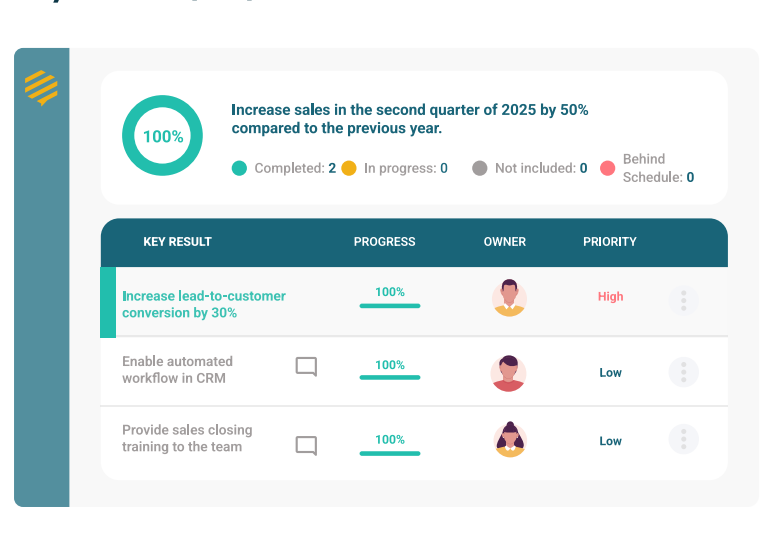 100%
Increase sales in the second quarter of 2025 by 50%
compared to the previous year.
Completed: 2
In progress: 0
Not included: 0
Behind
Schedule: 0
KEY RESULT
PROGRESS
OWNER
PRIORITY
Increase lead-to-customer
conversion by 30%
100%
High
Enable automated
workflow in CRM
100%
Low
Provide sales closing
training to the team
100%
Low